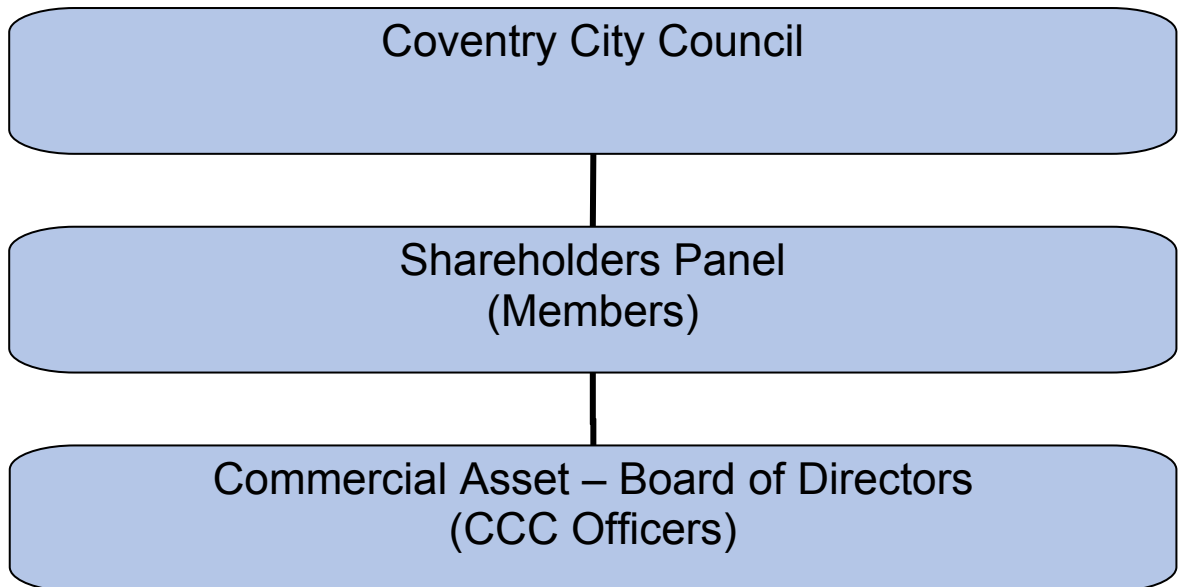 Coventry City Council
Shareholders Panel
(Members)
Commercial Asset – Board of Directors
(CCC Officers)